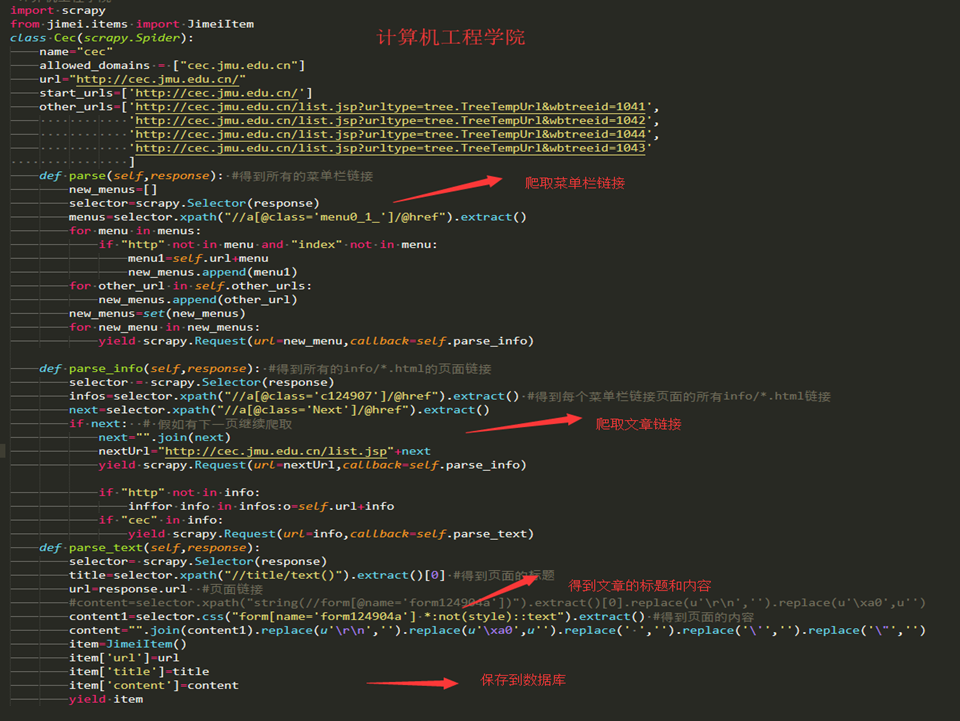 import scrapy
from jimei.items import JimeiItem
class Cec(scrapy.Spider):
计算机工程学院
name="cec"
allowed_domains = ["cec.jmu.edu.cn"]
url="http://cec.jmu.edu.cn/"
start_urls=['http://cec.jmu.edu.cn/']
other_urls=['http://cec.jmu.edu.cn/list.jsp?urltype=tree.TreeTempUrl&wbtreeid=1041',
'http://cec.jmu.edu.cn/list.jsp?urltype=tree.TreeTempUrl&wbtreeid=1042',
'http://cec.jmu.edu.cn/list.jsp?urltype=tree.TreeTempUrl&wbtreeid=1044',
'http://cec.jmu.edu.cn/list.jsp?urltype=tree.TreeTempUrl&wbtreeid=1043'
]
def parse(self,response): #得到所有的菜单栏链接
爬取菜单栏链接
new_menus=[]
selector=scrapy.Selector(response)
menus=selector.xpath("//a[@class='menu0_1_']/@href").extract()
for menu in menus:
if "http" not in menu and "index" not in menu:
menu1=self.url+menu
new_menus.append(menu1)
for other_url in self.other_urls:
new_menus.append(other_url)
new_menus=set(new_menus)
for new_menu in new_menus:
yield scrapy.Request(url=new_menu,callback=self.parse_info)
def parse_info(self,response): #得到所有的info/*.html的页面链接
selector = scrapy.Selector(response)
infos=selector.xpath("//a[@class='c124907']/@href").extract() #得到每个菜单栏链接页面的所有info/*.html链接
next=selector.xpath("//a[@class='Next']/@href").extract()
if next: # 假如有下一页继续爬取
爬取文章链接
next="".join(next)
nextUrl="http://cec.jmu.edu.cn/list.jsp"+next
yield scrapy.Request(url=nextUrl,callback=self.parse_info)
if "http" not in info:
inffor info in infos:o=self.url+info
if "cec" in info:
yield scrapy.Request(url=info,callback=self.parse_text)
def parse_text(self,response):
selector= scrapy.Selector(response)
title=selector.xpath("//title/text()").extract()[0] #得到页面的标题
url=response.url #页面链接
得到文章的标题和内容
#content=selector.xpath("string(//form[@name='form124904a'])").extract()[0].replace(u'\r\n','').replace(u'\xa0',u'')
content1=selector.css("form[name='form124904a'] *:not(style)::text").extract() #得到页面的内容
content="".join(content1).replace(u'\r\n','').replace(u'\xa0',u'').replace(' ','').replace('\'','').replace('\"','')
item=JimeiItem()
item['url']=url
item['title']=title
item['content']=content
保存到数据库
yield item